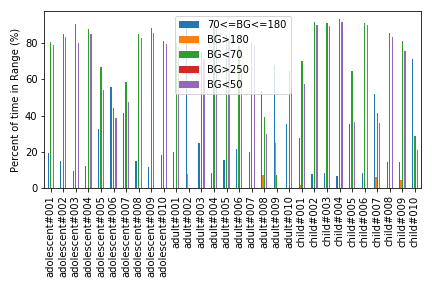 Percent of time in Range (%)
80
60
40
20
0
70<=BG<=180
BG>180
BG<70
BG>250
BG<50
adolescent#001
adolescent#002
adolescent#003
adolescent#004
adolescent#005
adolescent#006
adolescent#007
adolescent#008
adolescent#009
adolescent#010
adult#001
adult#002
adult#003
adult#004
adult#005
adult#006
adult#007
adult#008
adult#009
adult#010
child#001
child#002
child#003
child#004
child#005
child#006
child#007
child#008
child#009
child#010